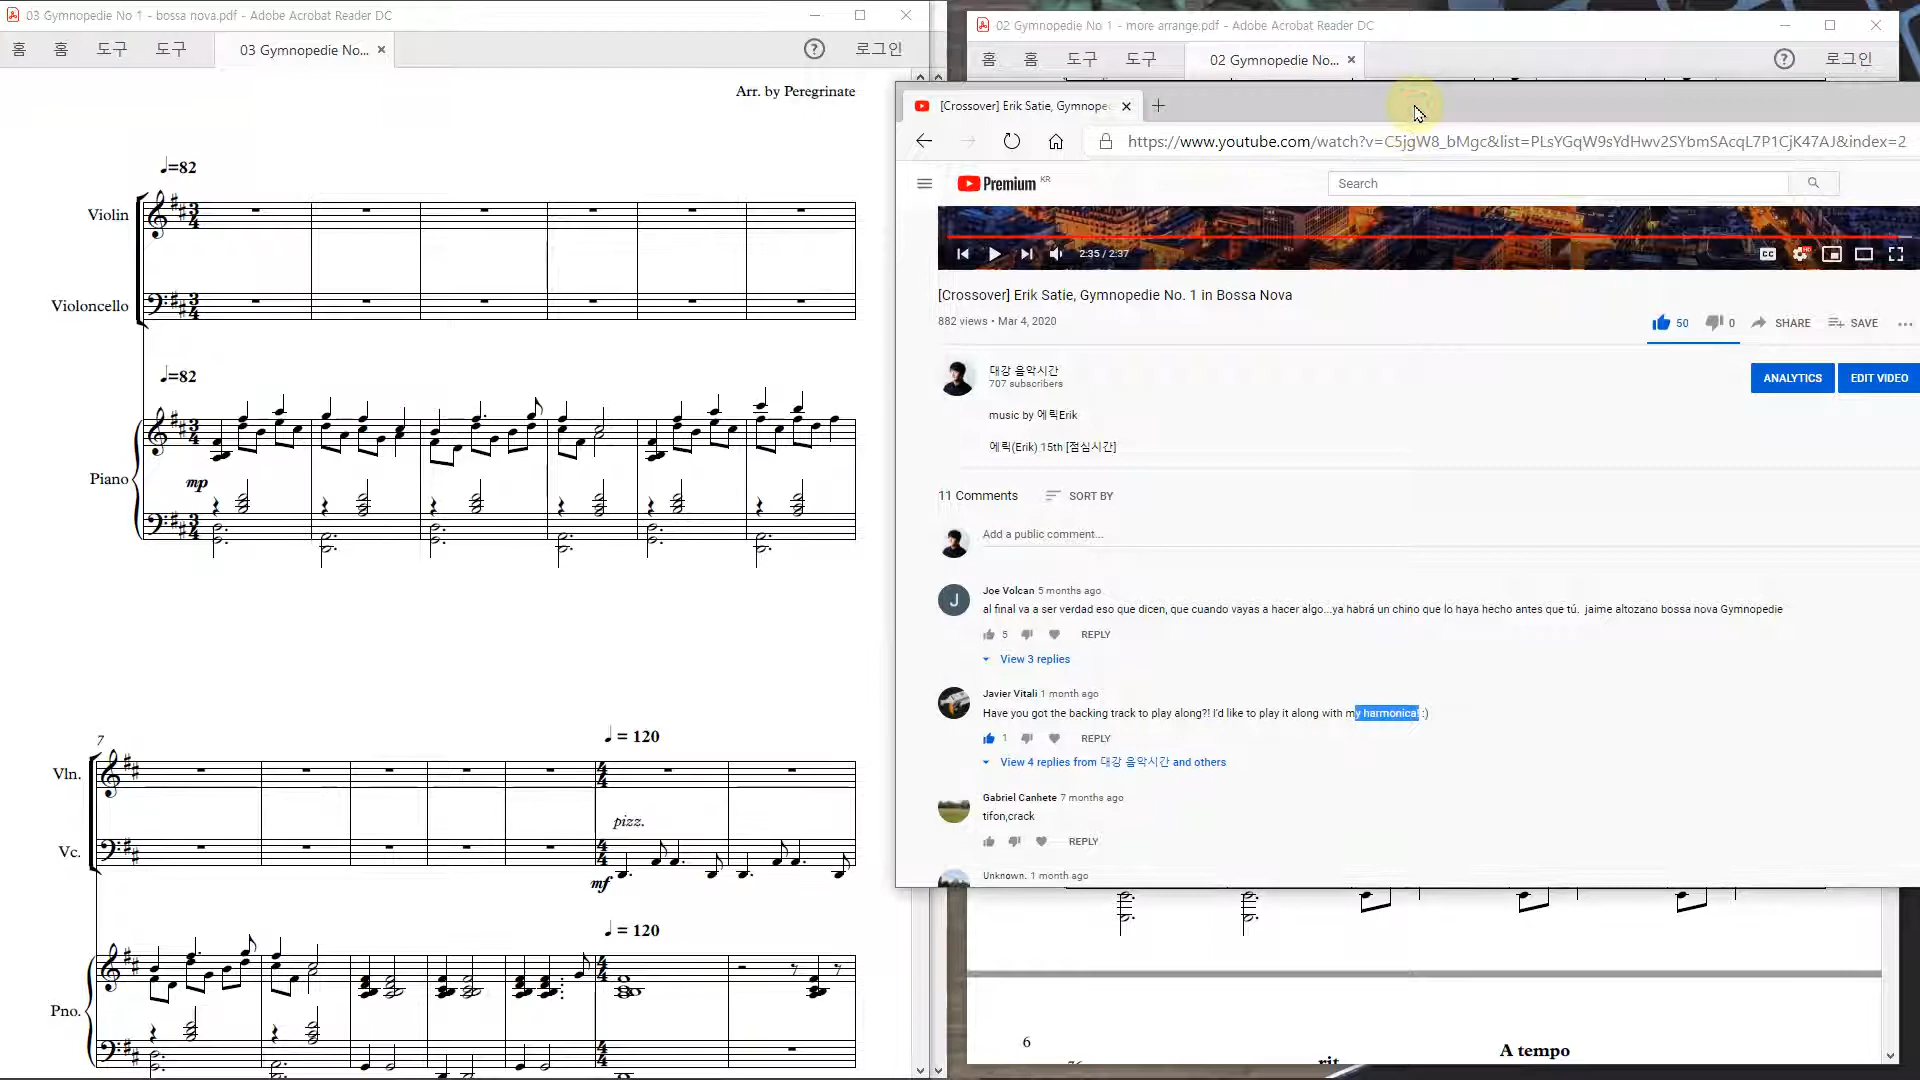 03 Gymnopedie No 1 - bossa nova.pdf - Adobe Acrobat Reader DC
홈 홈 도구 도구 03 Gymnopedie No... 로그인
Arr. by Peregrinate
=82
Violin
Violoncello
=82
Piano
mp
7
= 120
Vln.
pizz.
Vc.
mf
= 120
Pno.
02 Gymnopedie No 1 - more arrange.pdf - Adobe Acrobat Reader DC
홈 홈 도구 도구 02 Gymnopedie No... 로그인
[Crossover] Erik Satie, Gymnope
https://www.youtube.com/watch?v=C5jgW8_bMgc&list=PLsYGqW9sYdHwv2SYbmSAcqL7P1CjK47AJ&index=2
Premium KR
Search
2:35 / 2:37
CC HD
[Crossover] Erik Satie, Gymnopedie No. 1 in Bossa Nova
882 views • Mar 4, 2020
50 0 SHARE SAVE
대강 음악시간
707 subscribers
ANALYTICS EDIT VIDEO
music by 에릭Erik
에릭(Erik) 15th [점심시간]
11 Comments SORT BY
Add a public comment...
J
Joe Volcan 5 months ago
al final va a ser verdad eso que dicen, que cuando vayas a hacer algo...ya habrá un chino que lo haya hecho antes que tú. jaime altozano bossa nova Gymnopedie
5 REPLY
View 3 replies
Javier Vitali 1 month ago
Have you got the backing track to play along?! I'd like to play it along with my harmonica! :)
1 REPLY
View 4 replies from 대강 음악시간 and others
Gabriel Canhete 7 months ago
tifon,crack
REPLY
Unknown. 1 month ago
6
A tempo
rit.